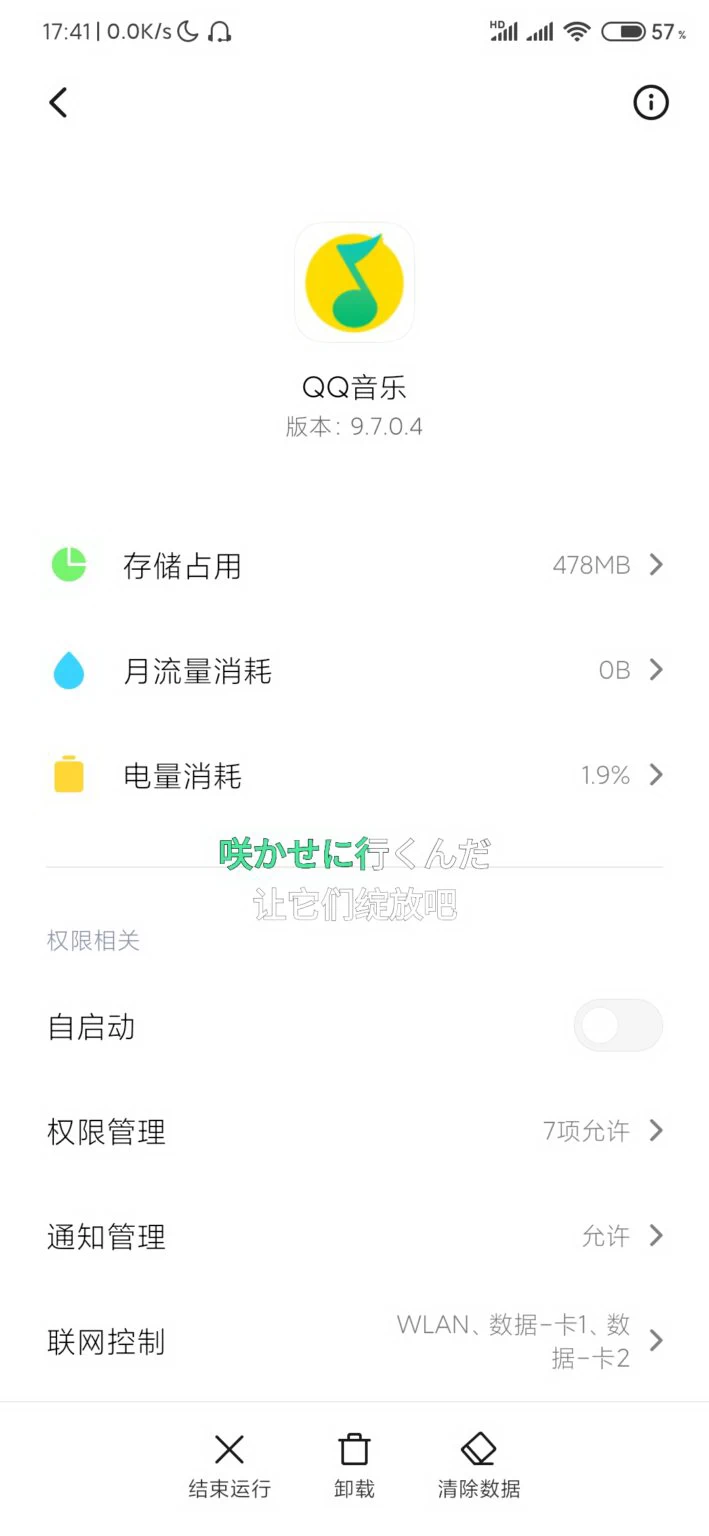 17:41 | 0.0K/s HD 57%
QQ音乐
版本：9.7.0.4
存储占用 478MB
月流量消耗 0B
电量消耗 1.9%
咲かせに行くんだ
让它们绽放吧
权限相关
自启动
权限管理 7项允许
通知管理 允许
联网控制 WLAN、数据-卡1、数
据-卡2
结束运行 卸载 清除数据